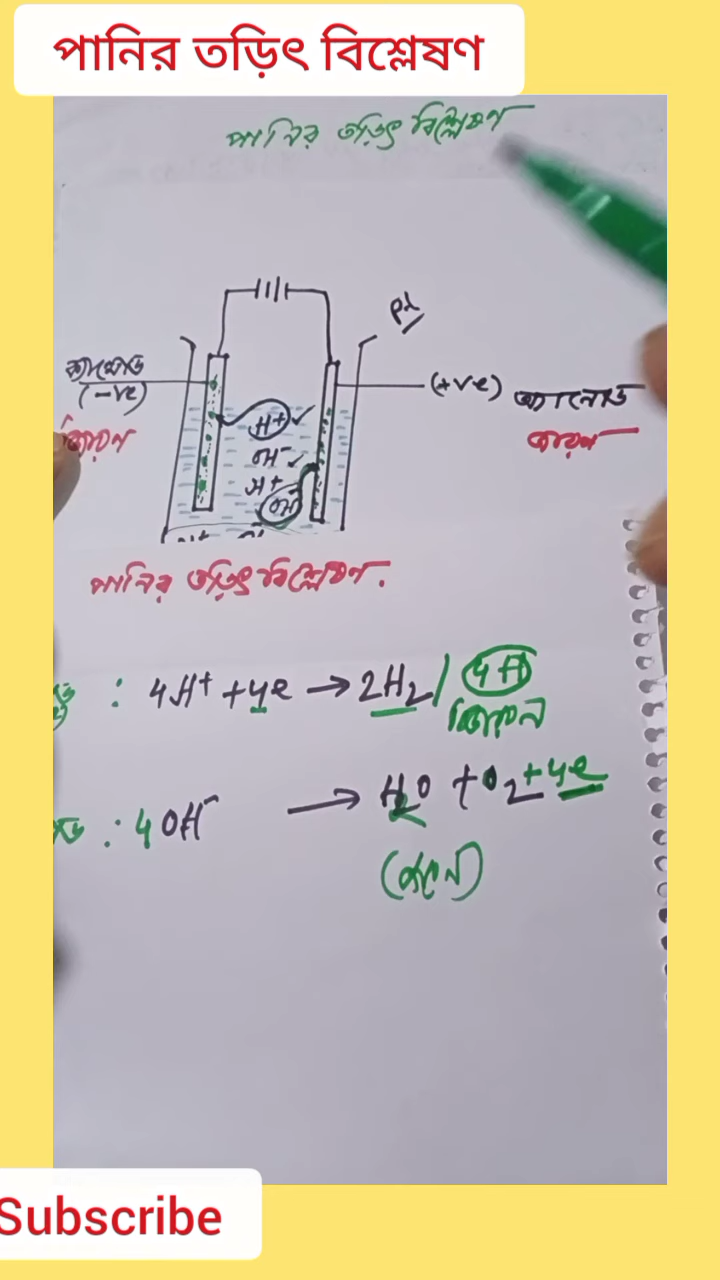 পানির তড়িৎ বিশ্লেষণ
পানির তড়িৎ বিশ্লেষণ
Pt
ক্যাথোড
(-ve)
(+ve) অ্যানোড
বিজারণ
জারণ
H+
OH-
H+
OH-
পানির তড়িৎ বিশ্লেষণ.
: 4H+ + 4e → 2H2 / 4H
: 4OH- → H2O + O2 + 4e
Subscribe